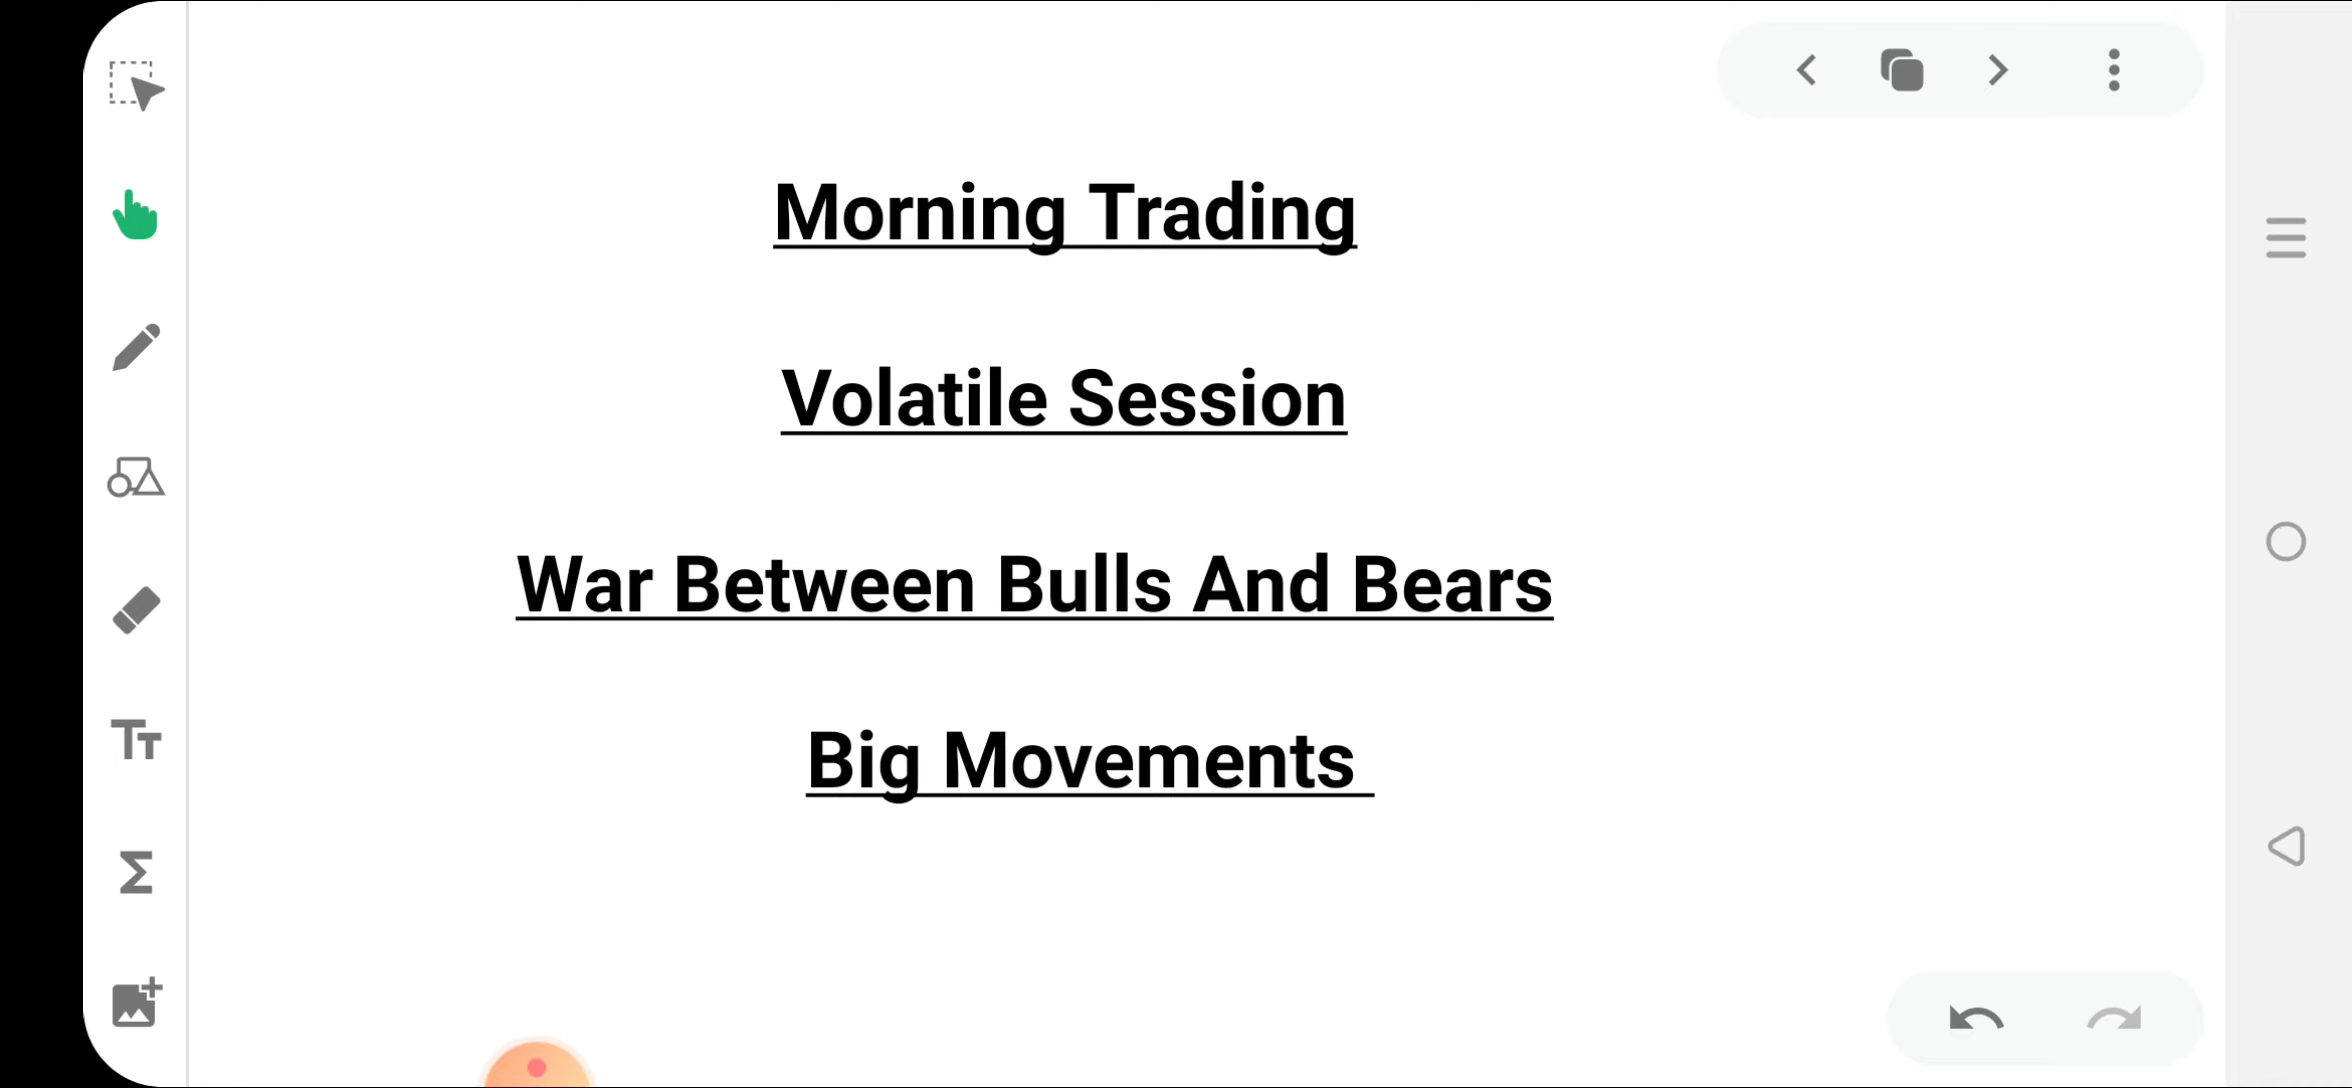 Morning Trading
Volatile Session
War Between Bulls And Bears
Big Movements